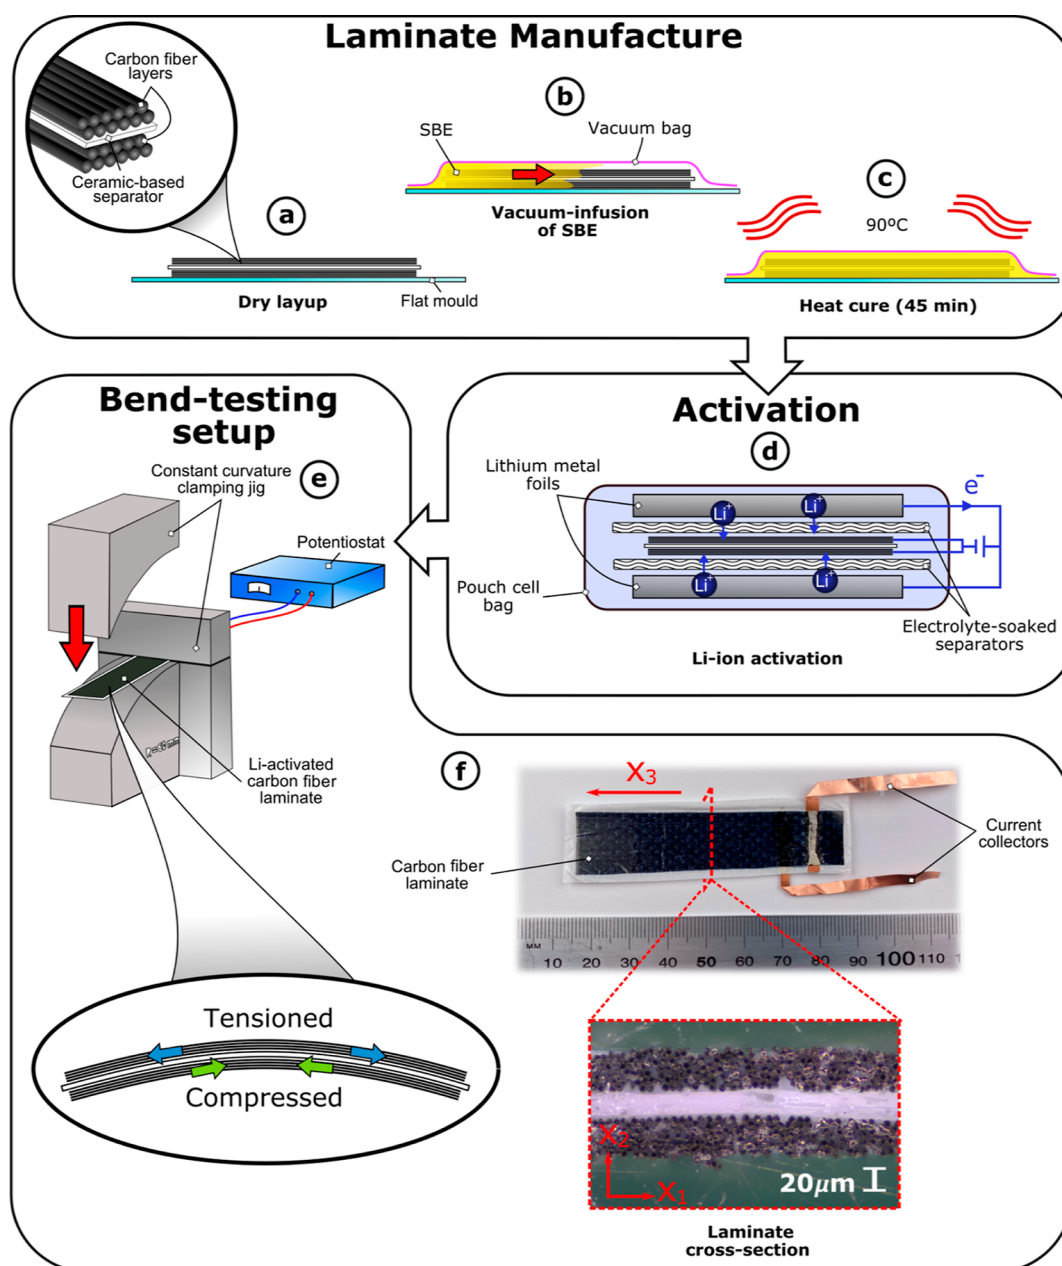 Laminate Manufacture
Carbon fiber
layers
Ceramic-based
separator
a
Dry layup
Flat mould
b
SBE
Vacuum bag
Vacuum-infusion
of SBE
c
90ºC
Heat cure (45 min)
Activation
d
Lithium metal
foils
e-
Li+
Li+
Li+
Li+
Pouch cell
bag
Electrolyte-soaked
separators
Li-ion activation
Bend-testing
setup
e
Constant curvature
clamping jig
Potentiostat
Li-activated
carbon fiber
laminate
Tensioned
Compressed
f
X3
Carbon fiber
laminate
Current
collectors
MM
10 20 30 40 50 60 70 80 90 100 110
X2
X1
20μm
Laminate
cross-section